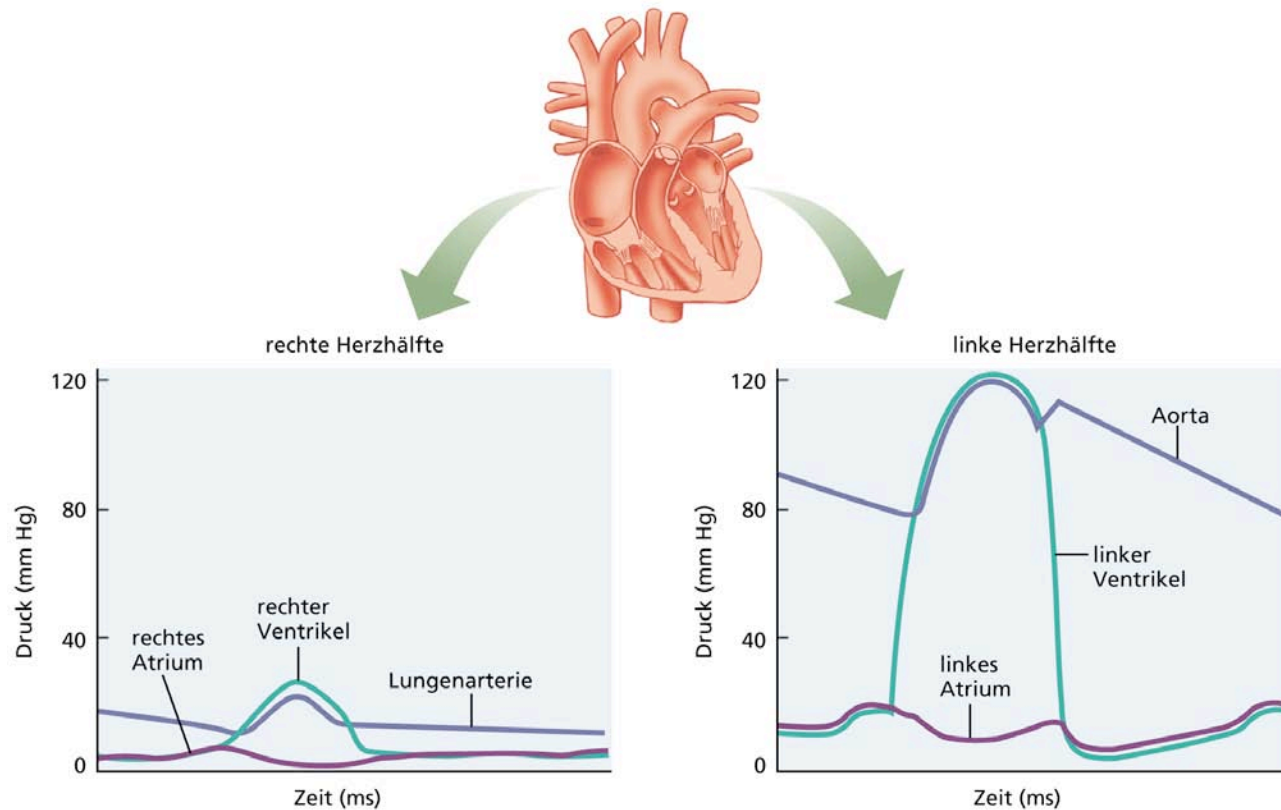 rechte Herzhälfte
120
80
40
0
Druck (mm Hg)
rechtes
Atrium
rechter
Ventrikel
Lungenarterie
Zeit (ms)
linke Herzhälfte
120
80
40
0
Druck (mm Hg)
Aorta
linker
Ventrikel
linkes
Atrium
Zeit (ms)